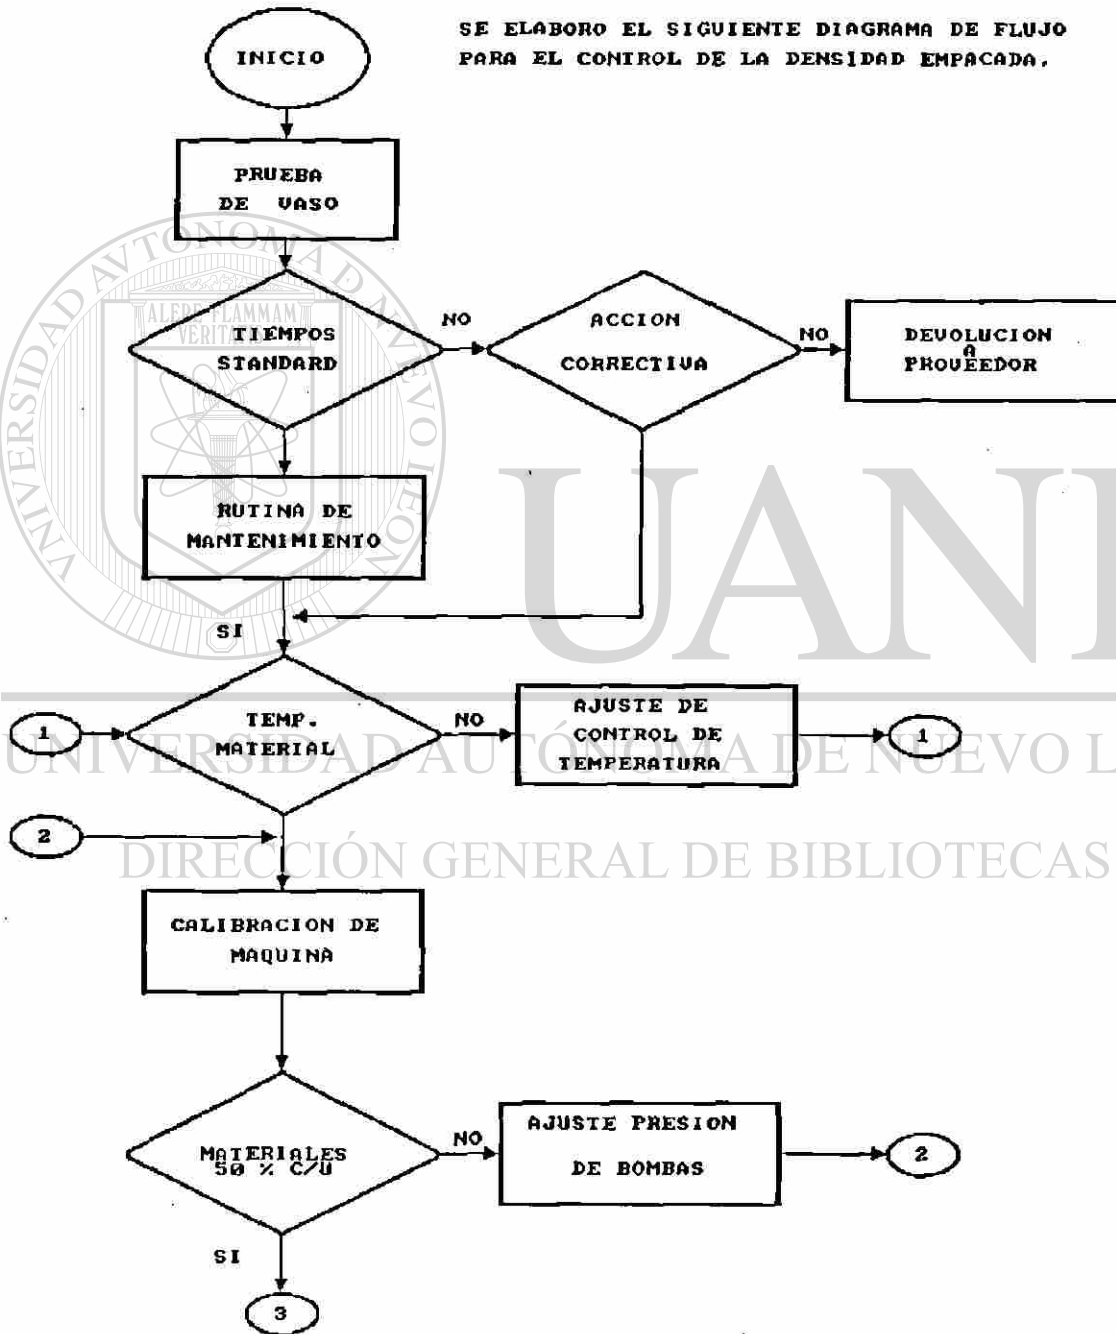 SE ELABORO EL SIGUIENTE DIAGRAMA DE FLUJO
PARA EL CONTROL DE LA DENSIDAD EMPACADA.
INICIO
PRUEBA
DE VASO
TIEMPOS
STANDARD
NO
ACCION
CORRECTIVA
NO
DEVOLUCION
A
PROVEEDOR
RUTINA DE
MANTENIMIENTO
SI
1
TEMP.
MATERIAL
NO
AJUSTE DE
CONTROL DE
TEMPERATURA
1
2
CALIBRACION DE
MAQUINA
MATERIALES
50 % C/U
NO
AJUSTE PRESION
DE BOMBAS
2
SI
3
UNIVERSIDAD AUTONOMA DE NUEVO LEON
ALERE FLAMMAM
VERITATIS
UANL
UNIVERSIDAD AUTÓNOMA DE NUEVO L
DIRECCIÓN GENERAL DE BIBLIOTECAS